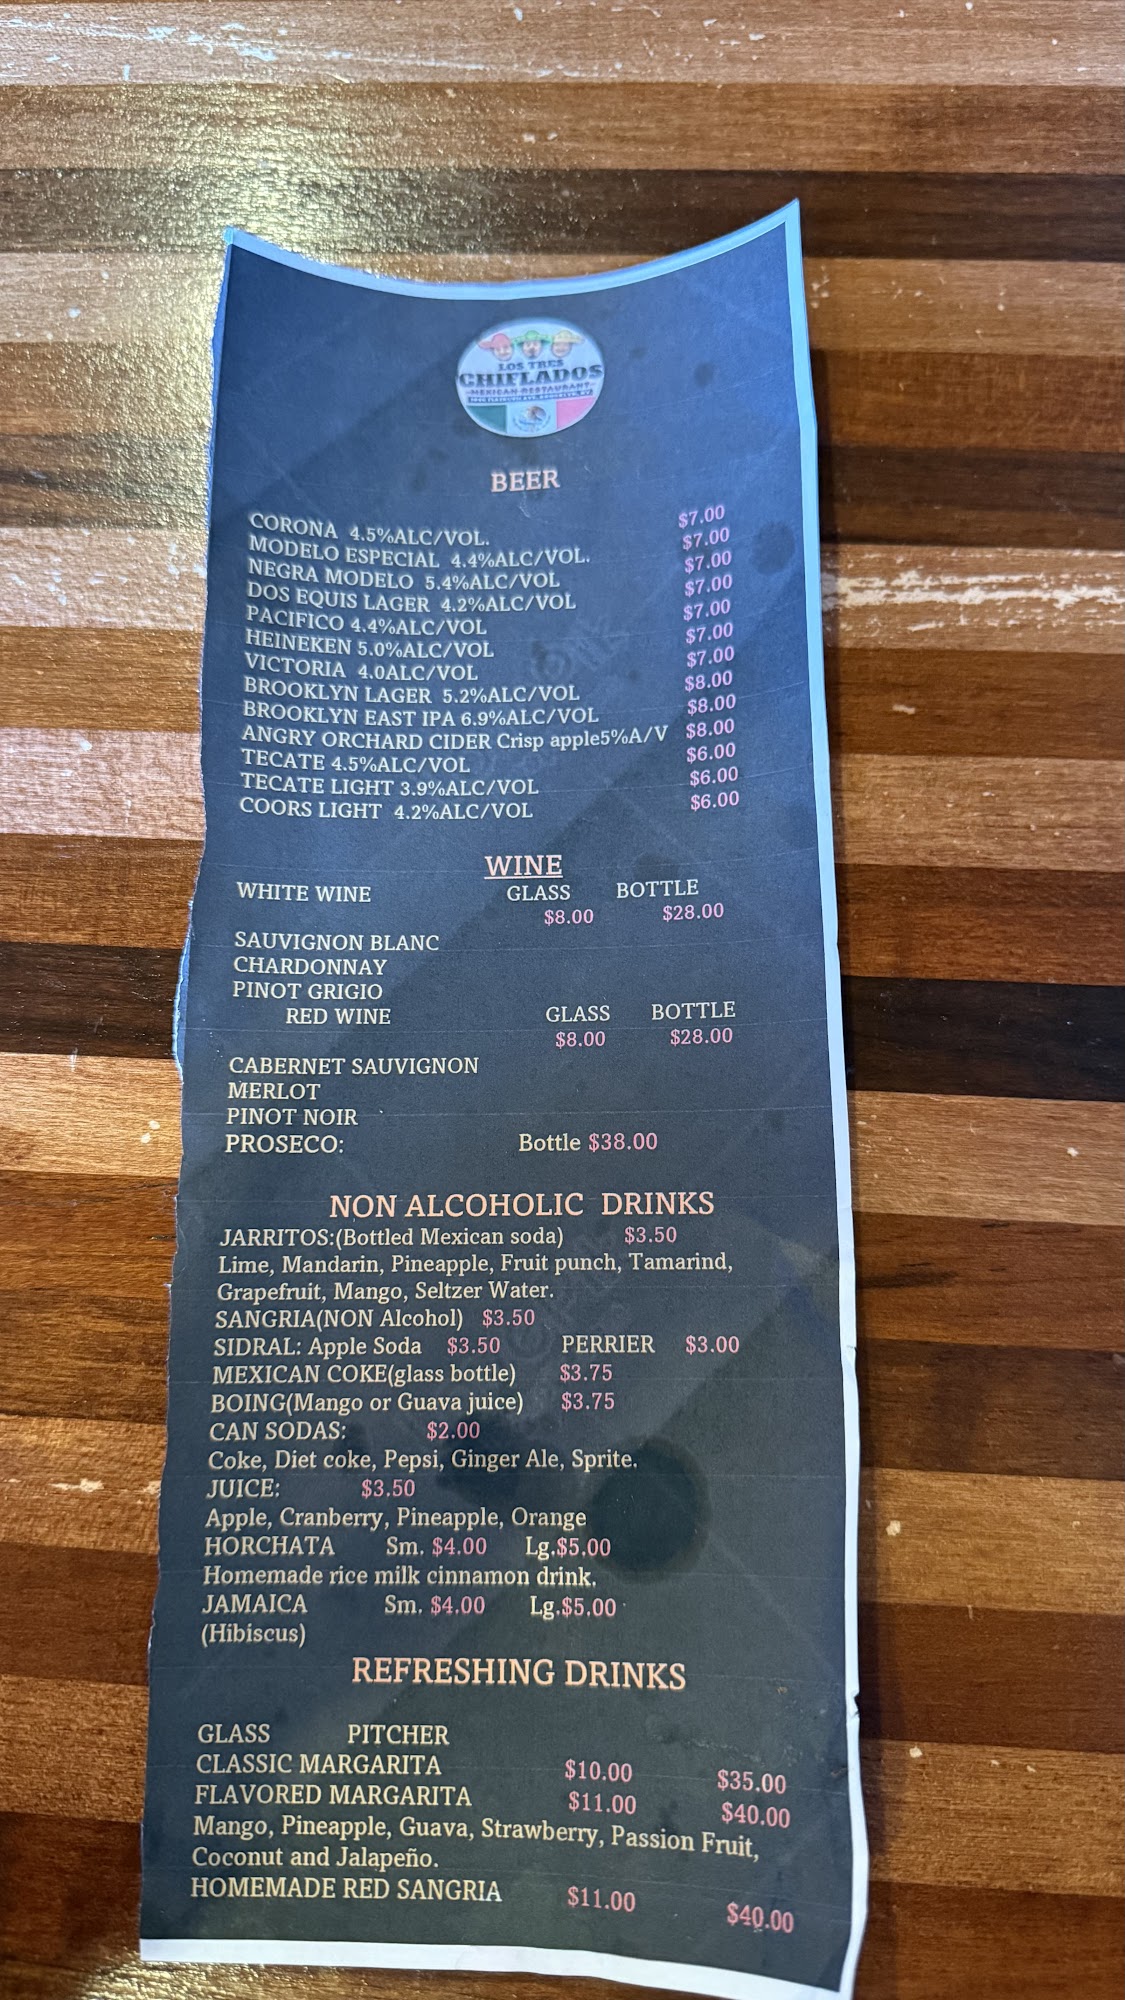 LOS TRES
CHIFLADOS
MEXICAN RESTAURANT
BEER
CORONA 4.5%ALC/VOL. $7.00
MODELO ESPECIAL 4.4%ALC/VOL. $7.00
NEGRA MODELO 5.4%ALC/VOL $7.00
DOS EQUIS LAGER 4.2%ALC/VOL $7.00
PACIFICO 4.4%ALC/VOL $7.00
HEINEKEN 5.0%ALC/VOL $7.00
VICTORIA 4.0ALC/VOL $7.00
BROOKLYN LAGER 5.2%ALC/VOL $8.00
BROOKLYN EAST IPA 6.9%ALC/VOL $8.00
ANGRY ORCHARD CIDER Crisp apple5%A/V $8.00
TECATE 4.5%ALC/VOL $6.00
TECATE LIGHT 3.9%ALC/VOL $6.00
COORS LIGHT 4.2%ALC/VOL $6.00
WINE
WHITE WINE GLASS BOTTLE
$8.00 $28.00
SAUVIGNON BLANC
CHARDONNAY
PINOT GRIGIO
RED WINE GLASS BOTTLE
$8.00 $28.00
CABERNET SAUVIGNON
MERLOT
PINOT NOIR
PROSECO: Bottle $38.00
NON ALCOHOLIC DRINKS
JARRITOS:(Bottled Mexican soda) $3.50
Lime, Mandarin, Pineapple, Fruit punch, Tamarind,
Grapefruit, Mango, Seltzer Water.
SANGRIA(NON Alcohol) $3.50
SIDRAL: Apple Soda $3.50 PERRIER $3.00
MEXICAN COKE(glass bottle) $3.75
BOING(Mango or Guava juice) $3.75
CAN SODAS: $2.00
Coke, Diet coke, Pepsi, Ginger Ale, Sprite.
JUICE: $3.50
Apple, Cranberry, Pineapple, Orange
HORCHATA Sm. $4.00 Lg.$5.00
Homemade rice milk cinnamon drink.
JAMAICA Sm. $4.00 Lg.$5.00
(Hibiscus)
REFRESHING DRINKS
GLASS PITCHER
CLASSIC MARGARITA $10.00 $35.00
FLAVORED MARGARITA $11.00 $40.00
Mango, Pineapple, Guava, Strawberry, Passion Fruit,
Coconut and Jalapeño.
HOMEMADE RED SANGRIA $11.00 $40.00